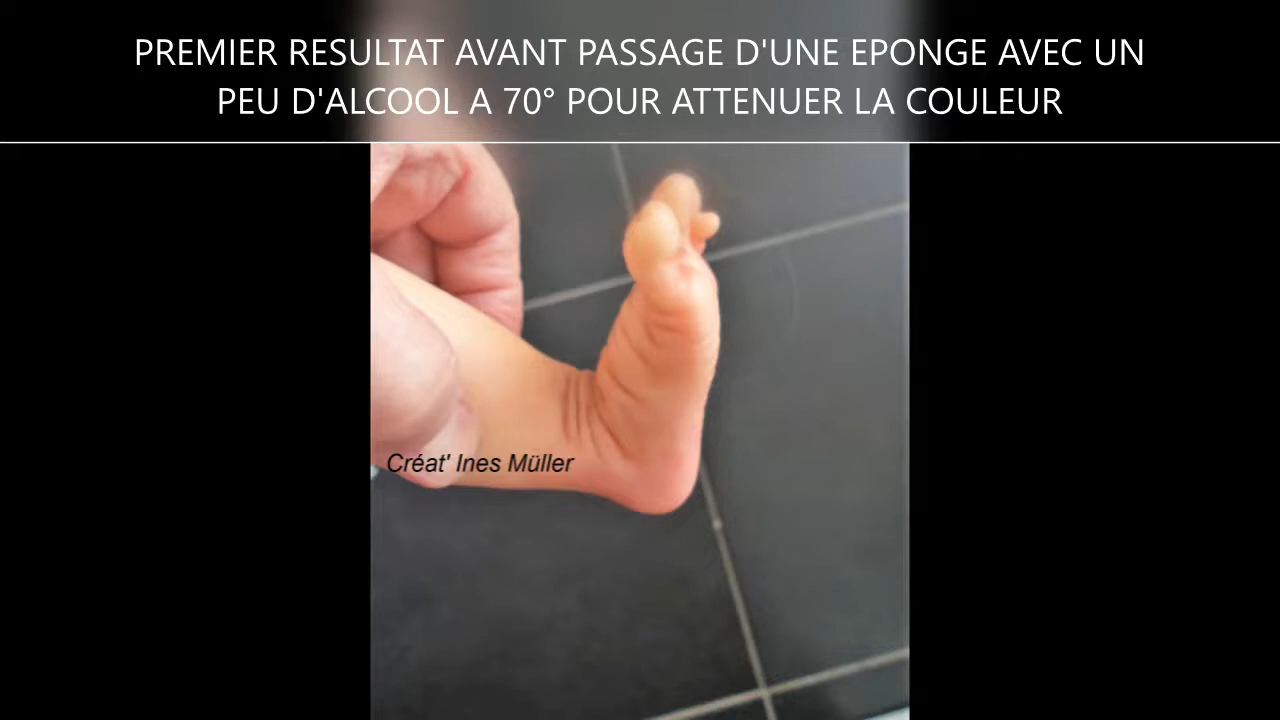 PREMIER RESULTAT AVANT PASSAGE D'UNE EPONGE AVEC UN
PEU D'ALCOOL A 70° POUR ATTENUER LA COULEUR
Créat' Ines Müller